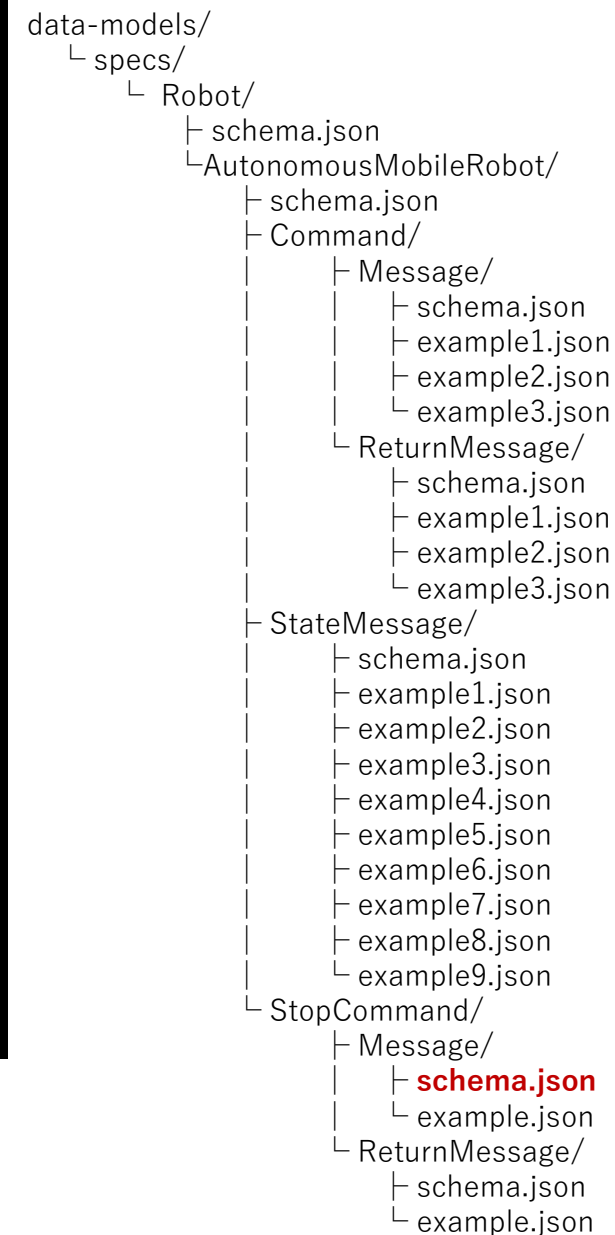 data-models/
└ specs/
└ Robot/
├ schema.json
└AutonomousMobileRobot/
├ schema.json
├ Command/
│ ├ Message/
│ │ ├ schema.json
│ │ ├ example1.json
│ │ ├ example2.json
│ │ └ example3.json
│ └ ReturnMessage/
│ ├ schema.json
│ ├ example1.json
│ ├ example2.json
│ └ example3.json
├ StateMessage/
│ ├ schema.json
│ ├ example1.json
│ ├ example2.json
│ ├ example3.json
│ ├ example4.json
│ ├ example5.json
│ ├ example6.json
│ ├ example7.json
│ ├ example8.json
│ └ example9.json
└ StopCommand/
├ Message/
│ ├ schema.json
│ └ example.json
└ ReturnMessage/
├ schema.json
└ example.json